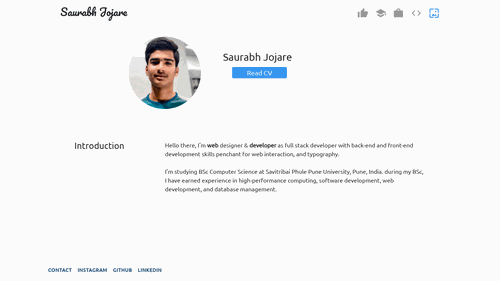 Saurabh Jojare
Saurabh Jojare
Read CV
Introduction
Hello there, I'm web designer & developer as full stack developer with back-end and front-end
development skills penchant for web interaction, and typography.
I'm studying BSc Computer Science at Savitribai Phule Pune University, Pune, India. during my BSc,
I have earned experience in high-performance computing, software development, web
development, and database management.
CONTACT INSTAGRAM GITHUB LINKEDIN